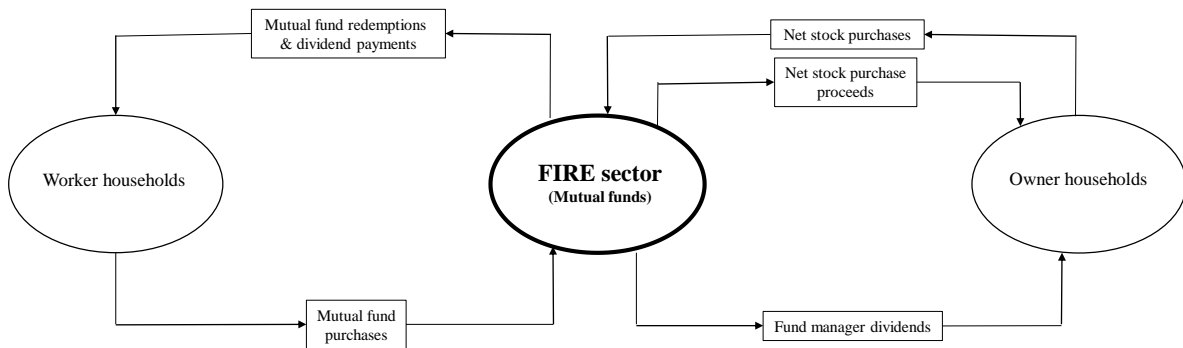 Mutual fund redemptions
& dividend payments
Net stock purchases
Net stock purchase
proceeds
Worker households
FIRE sector
(Mutual funds)
Owner households
Mutual fund
purchases
Fund manager dividends